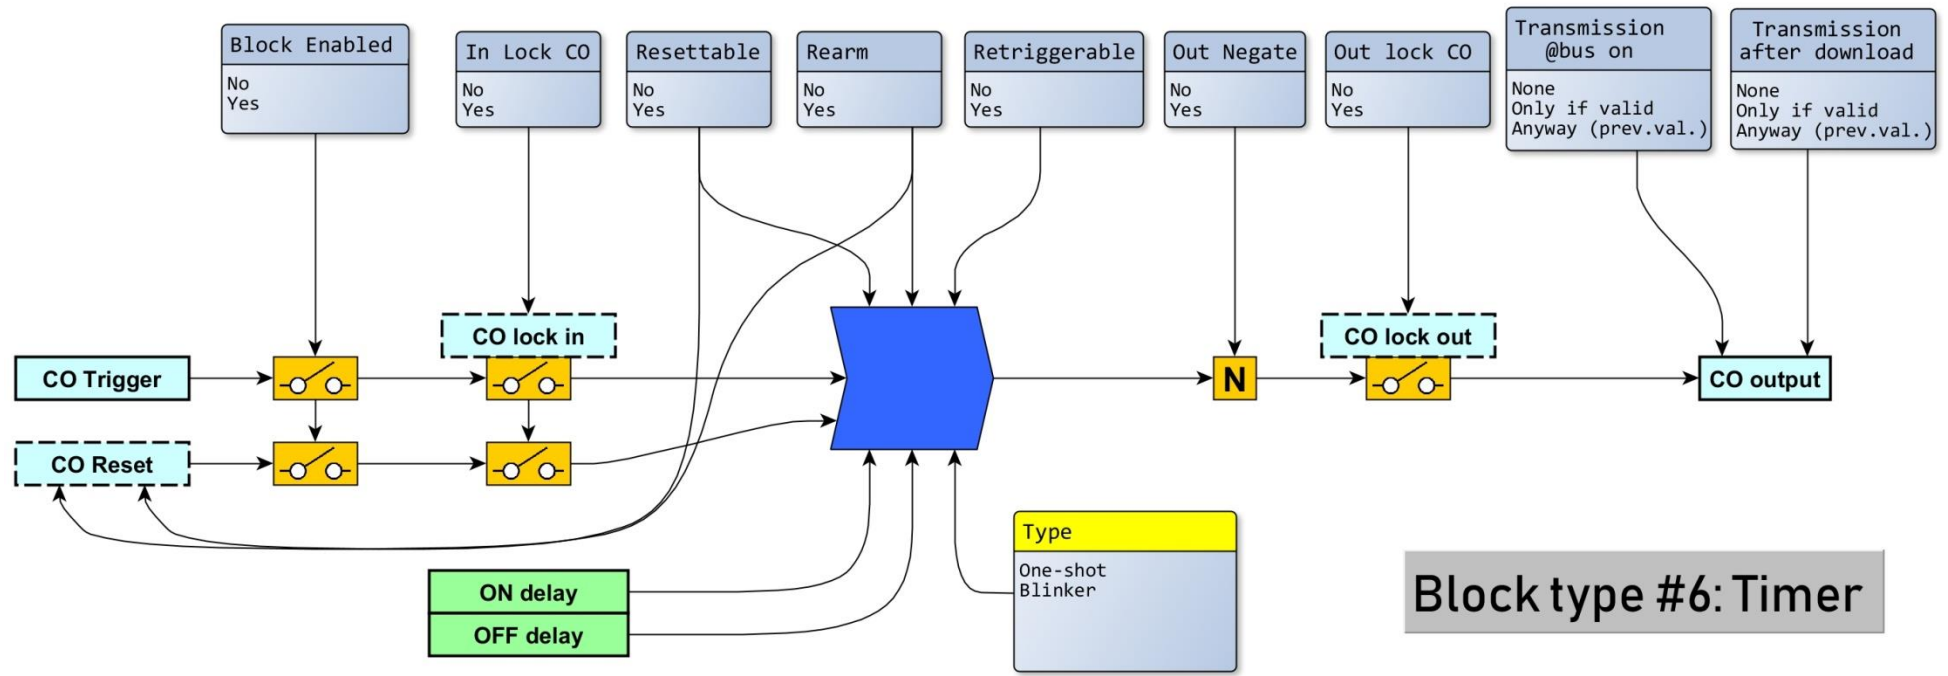 Block Enabled
No
Yes
In Lock CO
No
Yes
Resettable
No
Yes
Rearm
No
Yes
Retriggerable
No
Yes
Out Negate
No
Yes
Out lock CO
No
Yes
Transmission
@bus on
None
Only if valid
Anyway (prev.val.)
Transmission
after download
None
Only if valid
Anyway (prev.val.)
CO lock in
CO lock out
CO Trigger
N
CO output
CO Reset
ON delay
OFF delay
Type
One-shot
Blinker
Block type #6: Timer